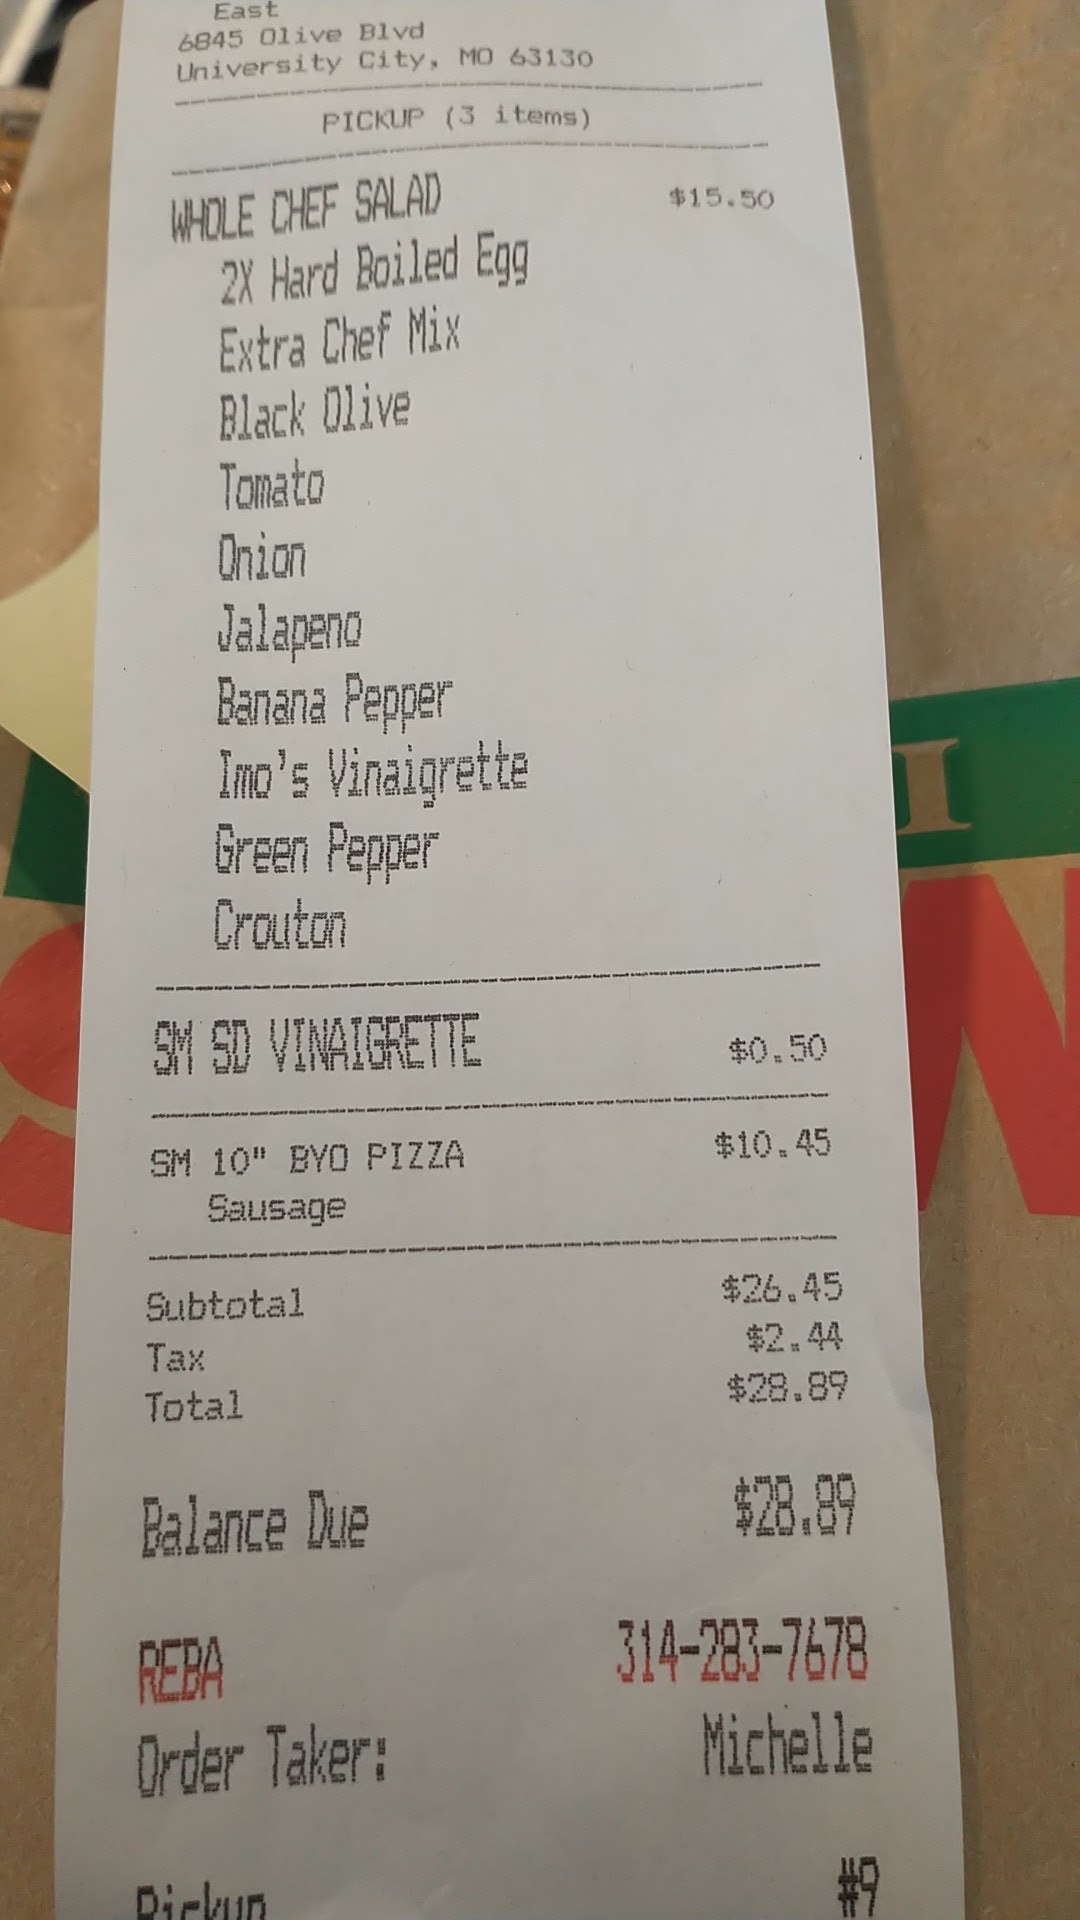 East
6845 Olive Blvd
University City, MO 63130
PICKUP (3 items)
WHOLE CHEF SALAD $15.50
2X Hard Boiled Egg
Extra Chef Mix
Black Olive
Tomato
Onion
Jalapeno
Banana Pepper
Imo's Vinaigrette
Green Pepper
Crouton
SM SD VINAIGRETTE $0.50
SM 10" BYO PIZZA $10.45
Sausage
Subtotal $26.45
Tax $2.44
Total $28.89
Balance Due $28.89
REBA 314-283-7678
Order Taker: Michelle
Pickup #9